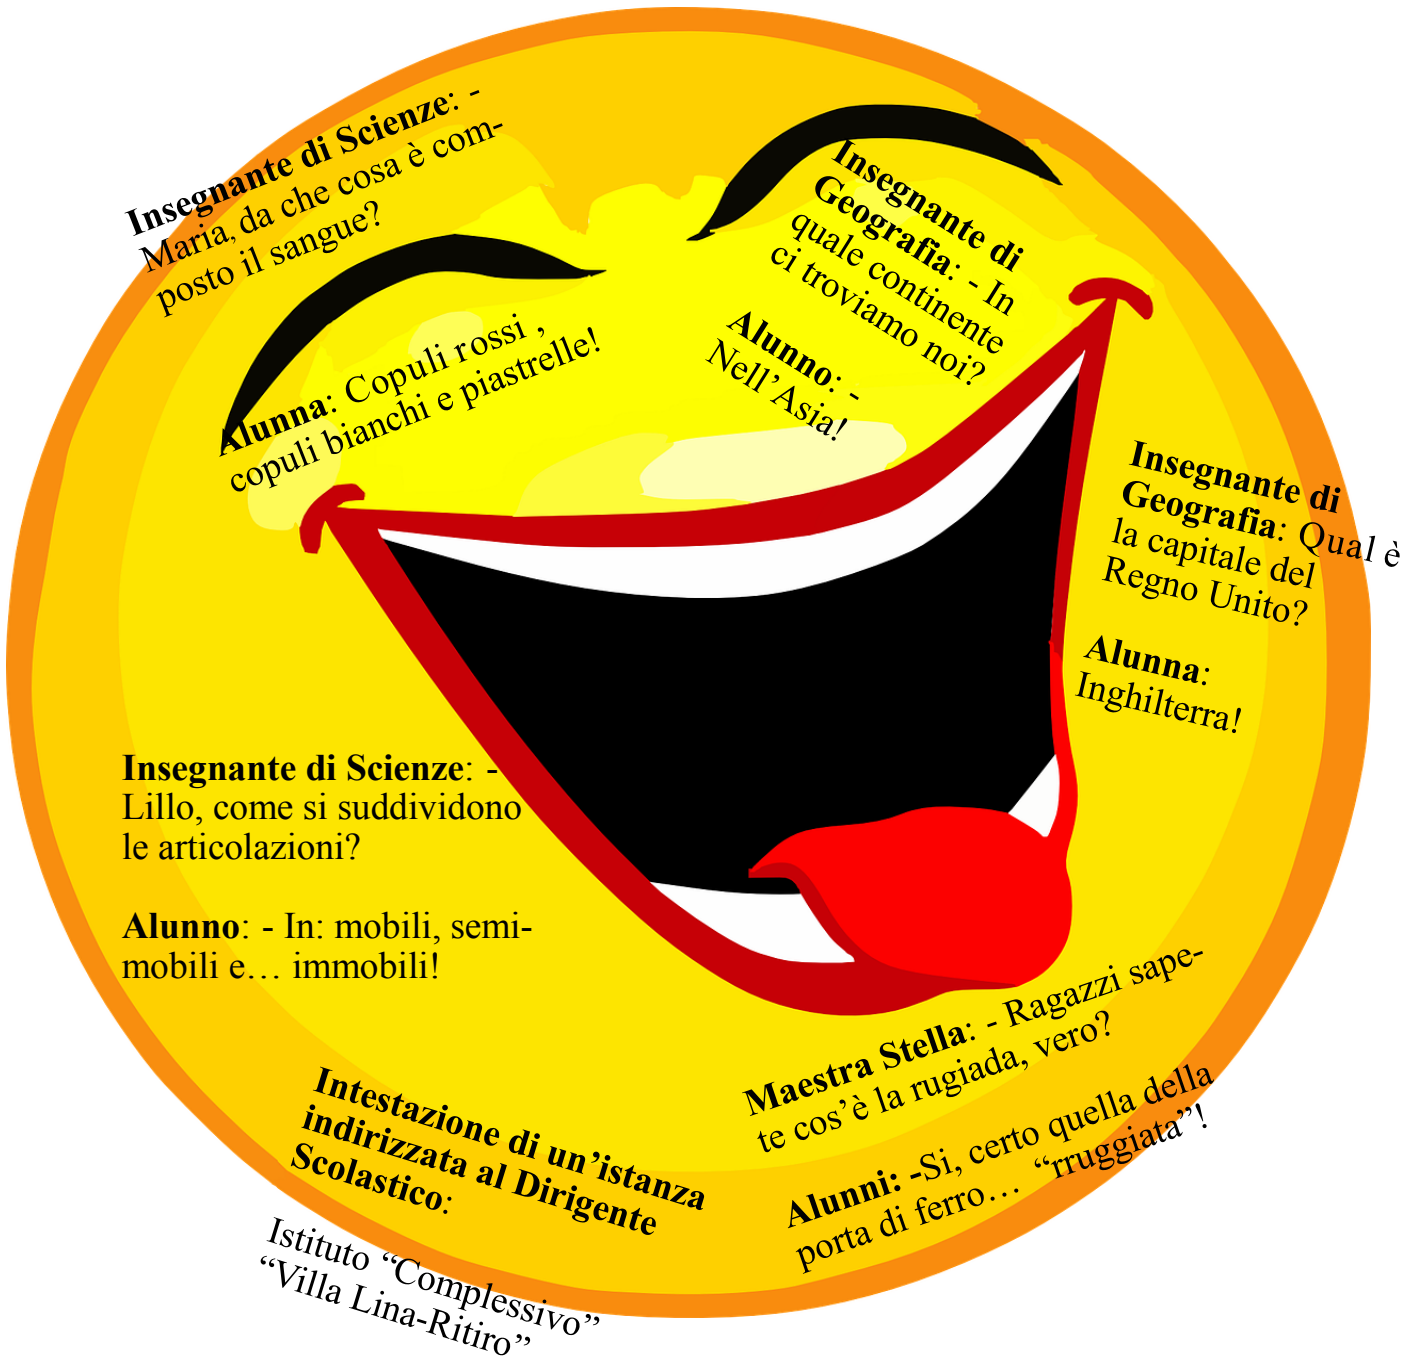 Insegnante di Scienze: -
Maria, da che cosa è com-
posto il sangue?
Alunna: Copuli rossi ,
copuli bianchi e piastrelle!
Insegnante di
Geografia: - In
quale continente
ci troviamo noi?
Alunno: -
Nell’Asia!
Insegnante di
Geografia: Qual è
la capitale del
Regno Unito?
Alunna:
Inghilterra!
Insegnante di Scienze: -
Lillo, come si suddividono
le articolazioni?
Alunno: - In: mobili, semi-
mobili e… immobili!
Maestra Stella: - Ragazzi sape-
te cos’è la rugiada, vero?
Alunni: -Si, certo quella della
porta di ferro… “rruggiata”!
Intestazione di un’istanza
indirizzata al Dirigente
Scolastico:
Istituto “Complessivo”
“Villa Lina-Ritiro”